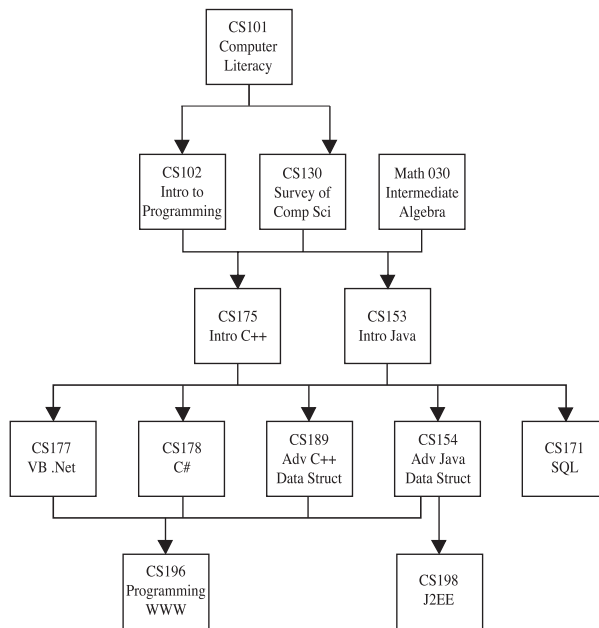 CS101
Computer
Literacy
CS102
Intro to
Programming
CS130
Survey of
Comp Sci
Math 030
Intermediate
Algebra
CS175
Intro C++
CS153
Intro Java
CS177
VB .Net
CS178
C#
CS189
Adv C++
Data Struct
CS154
Adv Java
Data Struct
CS171
SQL
CS196
Programming
WWW
CS198
J2EE